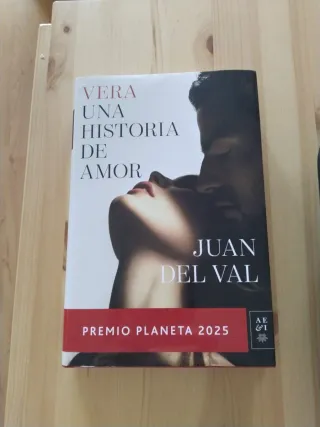 VERA
UNA
HISTORIA
DE
AMOR
JUAN
DEL VAL
PREMIO PLANETA 2025
A E
& I